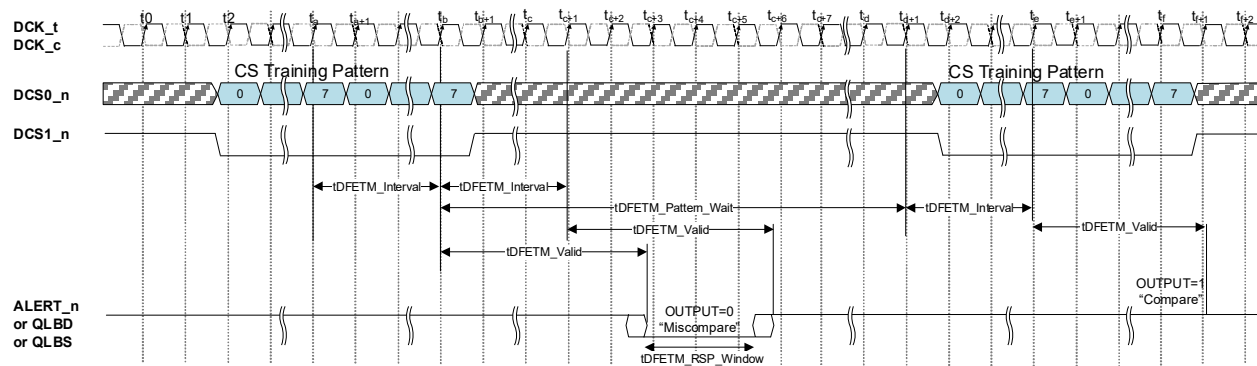 t0 t1 t2 ta ta+1 tb tb+1 tc tc+1 tc+2 tc+3 tc+4 tc+5 tc+6 tc+7 td td+1 td+2 te te+1 tf tf+1 tf+2
DCK_t
DCK_c
CS Training Pattern CS Training Pattern
DCS0_n 0 7 0 7 0 7 0 7
DCS1_n
tDFETM_Interval tDFETM_Interval
tDFETM_Pattern_Wait tDFETM_Interval
tDFETM_Valid tDFETM_Valid
tDFETM_Valid
ALERT_n
or QLBD
or QLBS
OUTPUT=0
“Miscompare”
OUTPUT=1
“Compare”
tDFETM_RSP_Window